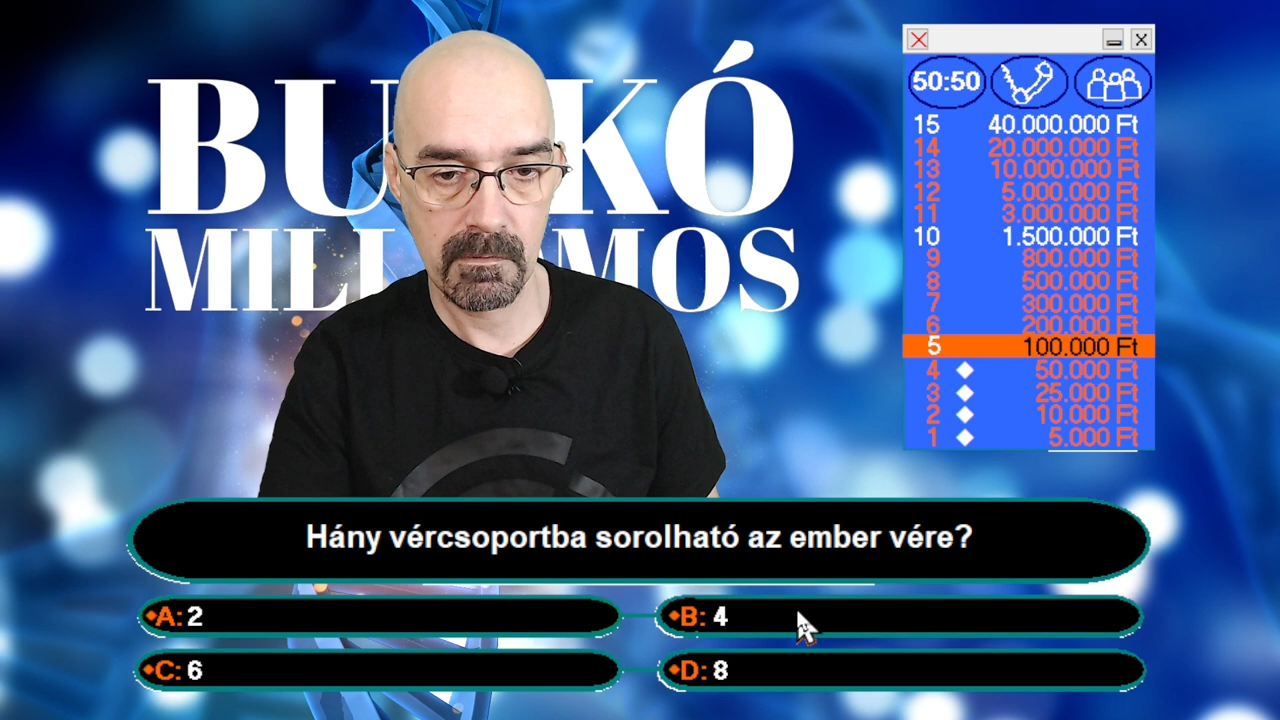 BU KÓ
MILL MOS
50:50
15 40.000.000 Ft
14 20.000.000 Ft
13 10.000.000 Ft
12 5.000.000 Ft
11 3.000.000 Ft
10 1.500.000 Ft
9 800.000 Ft
8 500.000 Ft
7 300.000 Ft
6 200.000 Ft
5 100.000 Ft
4 50.000 Ft
3 25.000 Ft
2 10.000 Ft
1 5.000 Ft
Hány vércsoportba sorolható az ember vére?
A: 2
B: 4
C: 6
D: 8